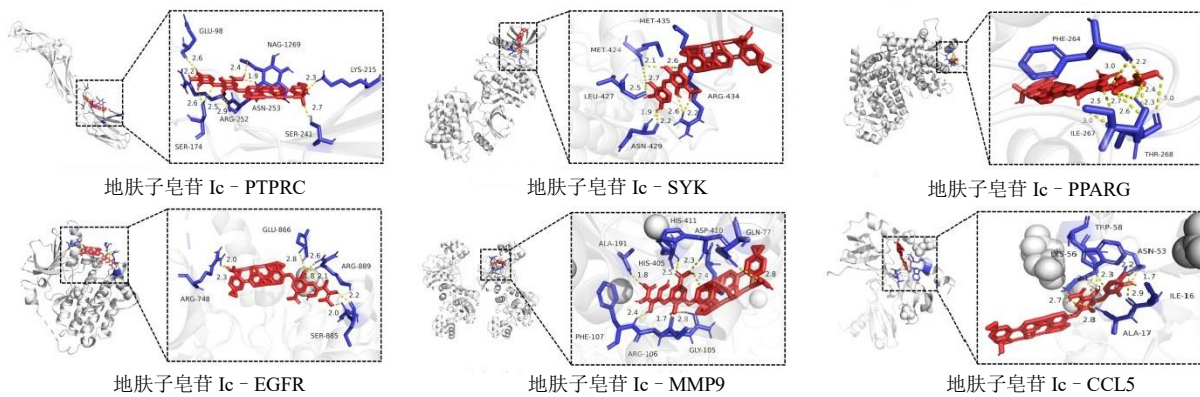 GLU-98
NAG-1269
LYS-215
2.6
2.4
1.9
2.3
2.2
2.6
2.5
2.9
ASN-253
2.7
ARG-252
SER-241
SER-174
地肤子皂苷 Ic - PTPRC
MET-435
MET-424
2.1
2.6
2.7
LEU-427
2.5
ARG-434
1.9
2.2
2.6
2.2
ASN-429
地肤子皂苷 Ic - SYK
PHE-264
3.0
2.2
2.4
2.5
2.7
2.3
3.0
2.6
3.0
ILE-267
THR-268
地肤子皂苷 Ic - PPARG
GLU-866
2.0
2.8
2.6
ARG-889
2.3
1.8
2.1
ARG-748
2.2
2.0
SER-885
地肤子皂苷 Ic - EGFR
HIS-411
ASP-410
GLN-77
ALA-191
HIS-405
2.3
1.8
2.5
2.4
2.8
2.4
1.7
2.8
PHE-107
ARG-106
GLY-105
地肤子皂苷 Ic - MMP9
TRP-58
LYS-56
ASN-53
2.2
2.3
1.7
2.7
2.9
ILE-16
2.8
ALA-17
地肤子皂苷 Ic - CCL5